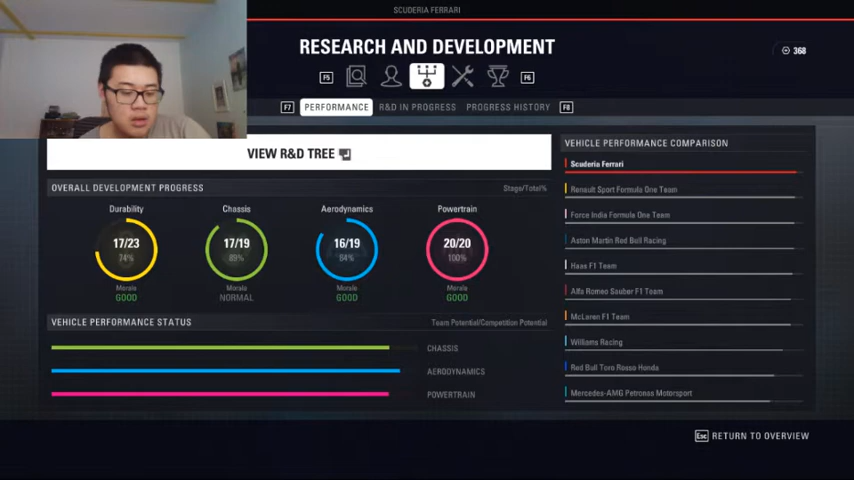 SCUDERIA FERRARI
RESEARCH AND DEVELOPMENT
368
F5
F6
F7
PERFORMANCE
R&D IN PROGRESS
PROGRESS HISTORY
F8
VIEW R&D TREE
OVERALL DEVELOPMENT PROGRESS
Stage/Total%
Durability
Chassis
Aerodynamics
Powertrain
17/23
17/19
16/19
20/20
74%
89%
84%
100%
Morale
Morale
Morale
Morale
GOOD
NORMAL
GOOD
GOOD
VEHICLE PERFORMANCE STATUS
Team Potential/Competition Potential
CHASSIS
AERODYNAMICS
POWERTRAIN
VEHICLE PERFORMANCE COMPARISON
Scuderia Ferrari
Renault Sport Formula One Team
Force India Formula One Team
Aston Martin Red Bull Racing
Haas F1 Team
Alfa Romeo Sauber F1 Team
McLaren F1 Team
Williams Racing
Red Bull Toro Rosso Honda
Mercedes-AMG Petronas Motorsport
Esc RETURN TO OVERVIEW